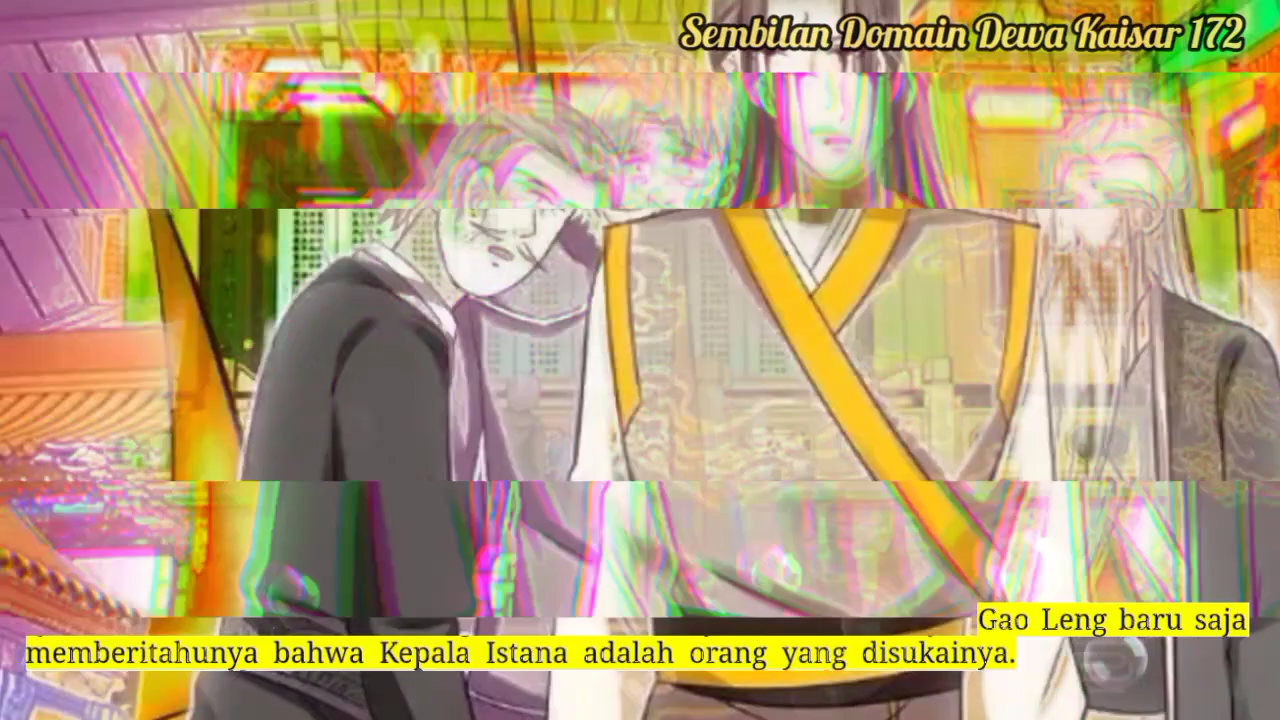 Sembilan Domain Dewa Kaisar 172
Gao Leng baru saja
memberitahunya bahwa Kepala Istana adalah orang yang disukainya.